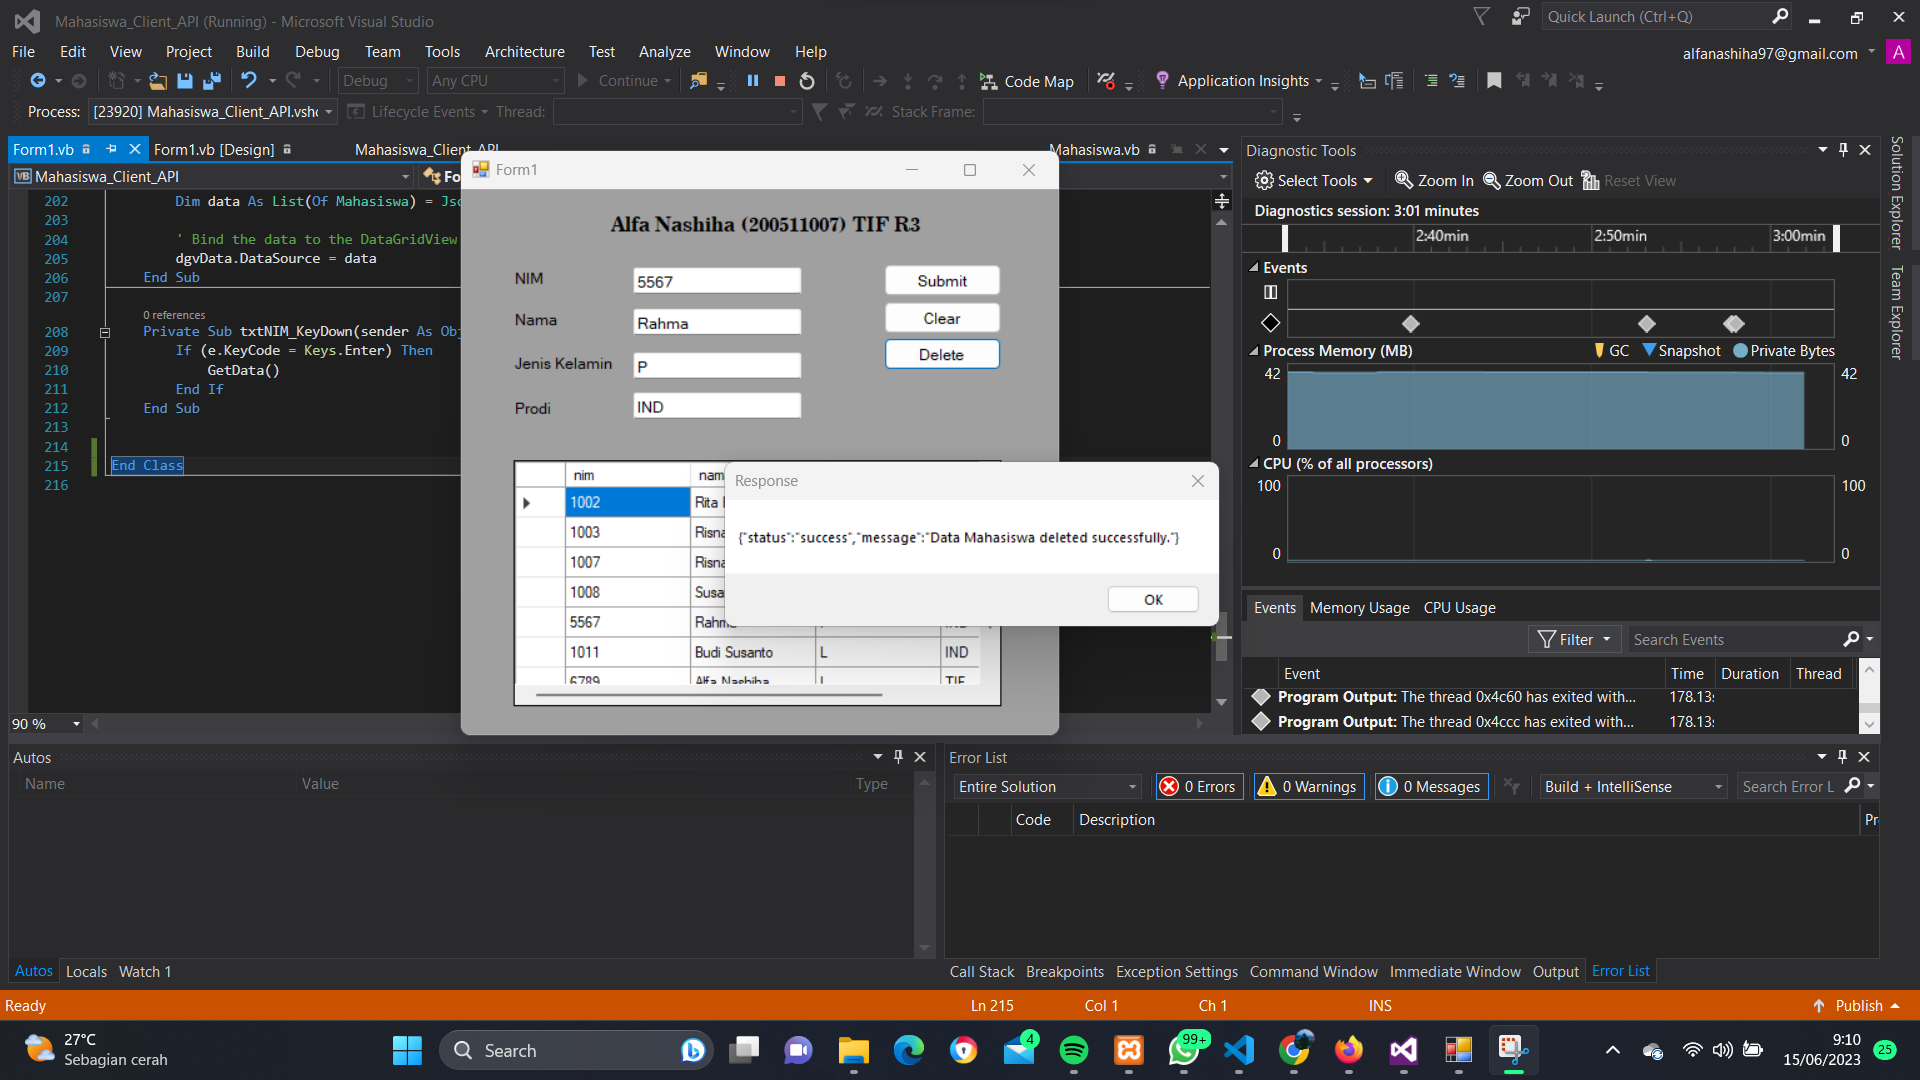 Mahasiswa_Client_API (Running) - Microsoft Visual Studio
Quick Launch (Ctrl+Q)
File Edit View Project Build Debug Team Tools Architecture Test Analyze Window Help
alfanashiha97@gmail.com A
Debug Any CPU Continue Code Map Application Insights
Process: [23920] Mahasiswa_Client_API.vsh Lifecycle Events Thread: Stack Frame:
Form1.vb Form1.vb [Design] Mahasiswa_Client_API Mahasiswa.vb
VB Mahasiswa_Client_API Fo
202 Dim data As List(Of Mahasiswa) = Jso
203
204 ' Bind the data to the DataGridView
205 dgvData.DataSource = data
206 End Sub
207
0 references
208 Private Sub txtNIM_KeyDown(sender As Obj
209 If (e.KeyCode = Keys.Enter) Then
210 GetData()
211 End If
212 End Sub
213
214
215 End Class
216
90 %
Form1
Alfa Nashiha (200511007) TIF R3
NIM 5567 Submit
Nama Rahma Clear
Jenis Kelamin P Delete
Prodi IND
nim nam
1002 Rita
1003 Risna
1007 Risna
1008 Susa
5567 Rahma
1011 Budi Susanto L IND
6789 Alfa Nashiha L TIF
Response
{"status":"success","message":"Data Mahasiswa deleted successfully."}
OK
Diagnostic Tools
Select Tools Zoom In Zoom Out Reset View
Diagnostics session: 3:01 minutes
2:40min 2:50min 3:00min
Events
Process Memory (MB) GC Snapshot Private Bytes
42 42
0 0
CPU (% of all processors)
100 100
0 0
Events Memory Usage CPU Usage
Filter Search Events
Event Time Duration Thread
Program Output: The thread 0x4c60 has exited with... 178.13s
Program Output: The thread 0x4ccc has exited with... 178.13s
Solution Explorer
Team Explorer
Autos
Name Value Type
Autos Locals Watch 1
Error List
Entire Solution 0 Errors 0 Warnings 0 Messages Build + IntelliSense Search Error L
Code Description Pr
Call Stack Breakpoints Exception Settings Command Window Immediate Window Output Error List
Ready Ln 215 Col 1 Ch 1 INS Publish
27°C
Sebagian cerah
Search
4
99+
9:10
15/06/2023
25